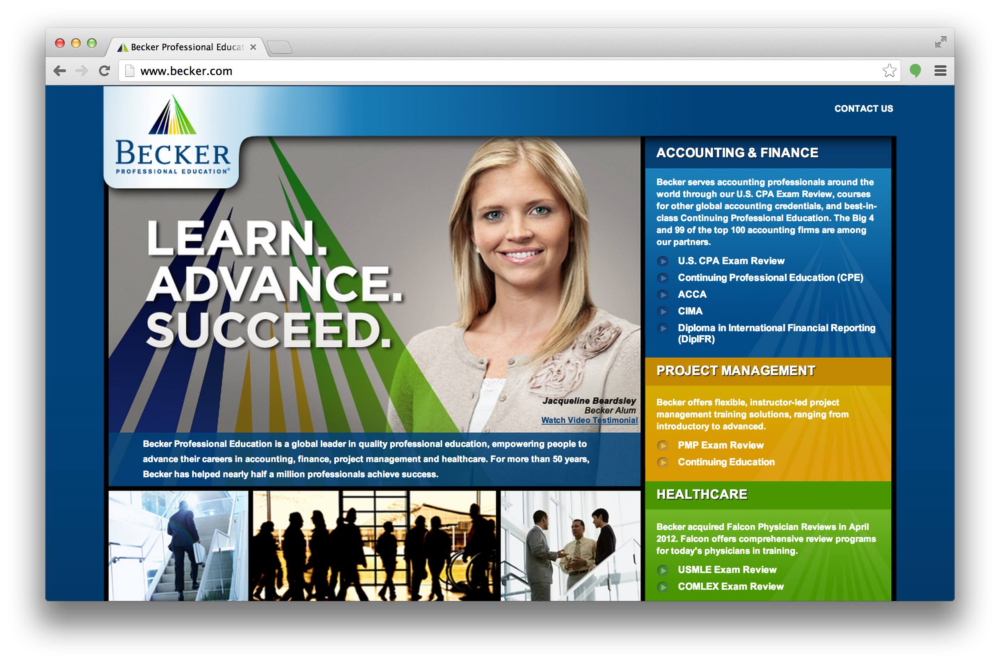 Becker Professional Educat
www.becker.com
CONTACT US
BECKER
PROFESSIONAL EDUCATION®
LEARN.
ADVANCE.
SUCCEED.
Jacqueline Beardsley
Becker Alum
Watch Video Testimonial
Becker Professional Education is a global leader in quality professional education, empowering people to
advance their careers in accounting, finance, project management and healthcare. For more than 50 years,
Becker has helped nearly half a million professionals achieve success.
ACCOUNTING & FINANCE
Becker serves accounting professionals around the
world through our U.S. CPA Exam Review, courses
for other global accounting credentials, and best-in-
class Continuing Professional Education. The Big 4
and 99 of the top 100 accounting firms are among
our partners.
U.S. CPA Exam Review
Continuing Professional Education (CPE)
ACCA
CIMA
Diploma in International Financial Reporting
(DipIFR)
PROJECT MANAGEMENT
Becker offers flexible, instructor-led project
management training solutions, ranging from
introductory to advanced.
PMP Exam Review
Continuing Education
HEALTHCARE
Becker acquired Falcon Physician Reviews in April
2012. Falcon offers comprehensive review programs
for today's physicians in training.
USMLE Exam Review
COMLEX Exam Review